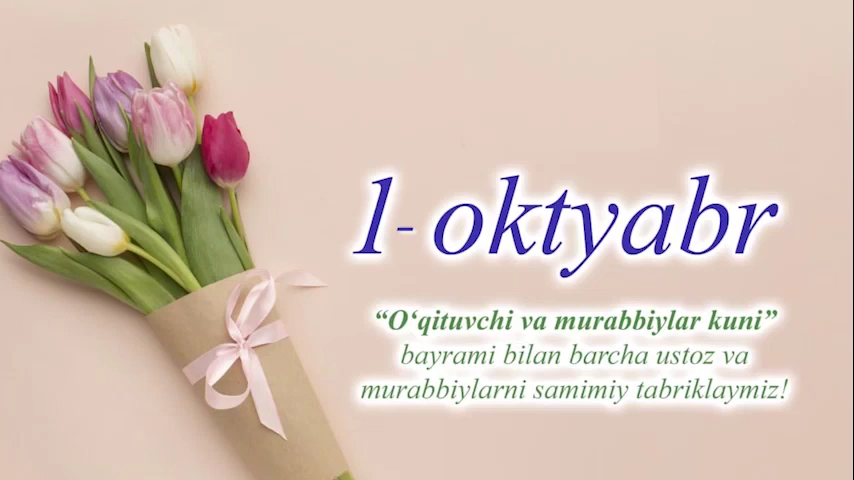 1- oktyabr
“O‘qituvchi va murabbiylar kuni”
bayrami bilan barcha ustoz va
murabbiylarni samimiy tabriklaymiz!